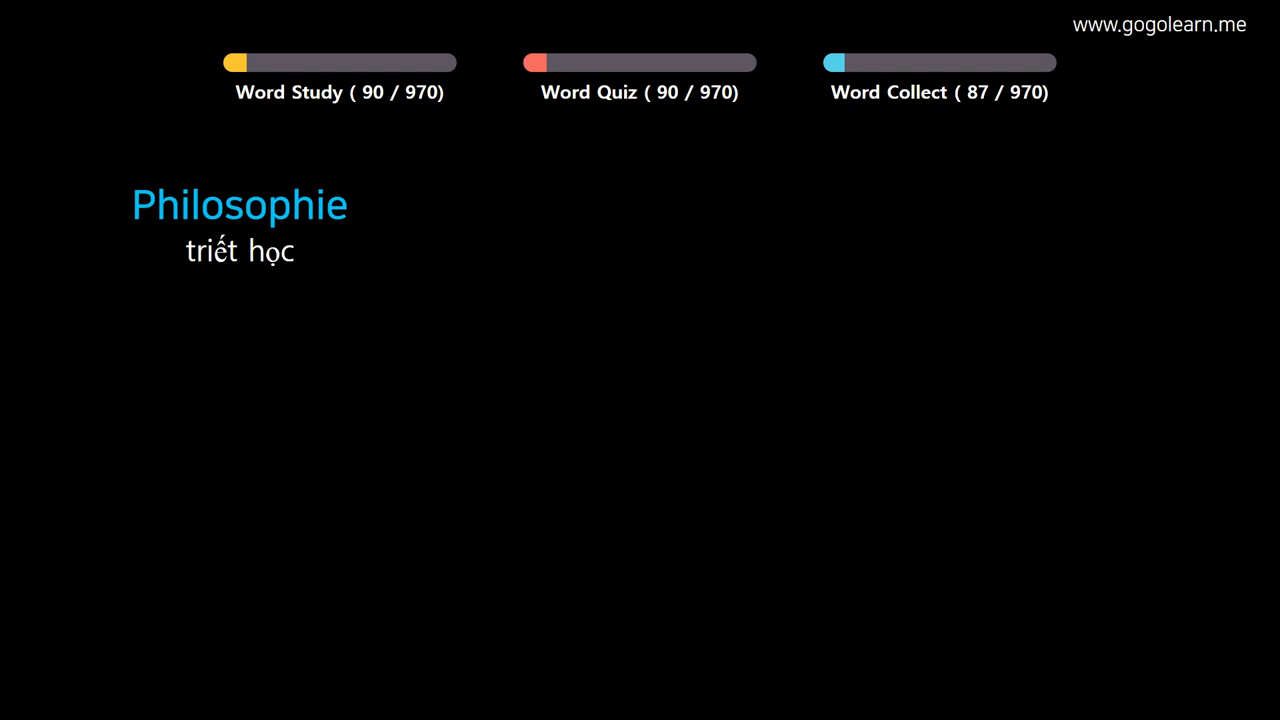 www.gogolearn.me
Word Study ( 90 / 970)
Word Quiz ( 90 / 970)
Word Collect ( 87 / 970)
Philosophie
triết học